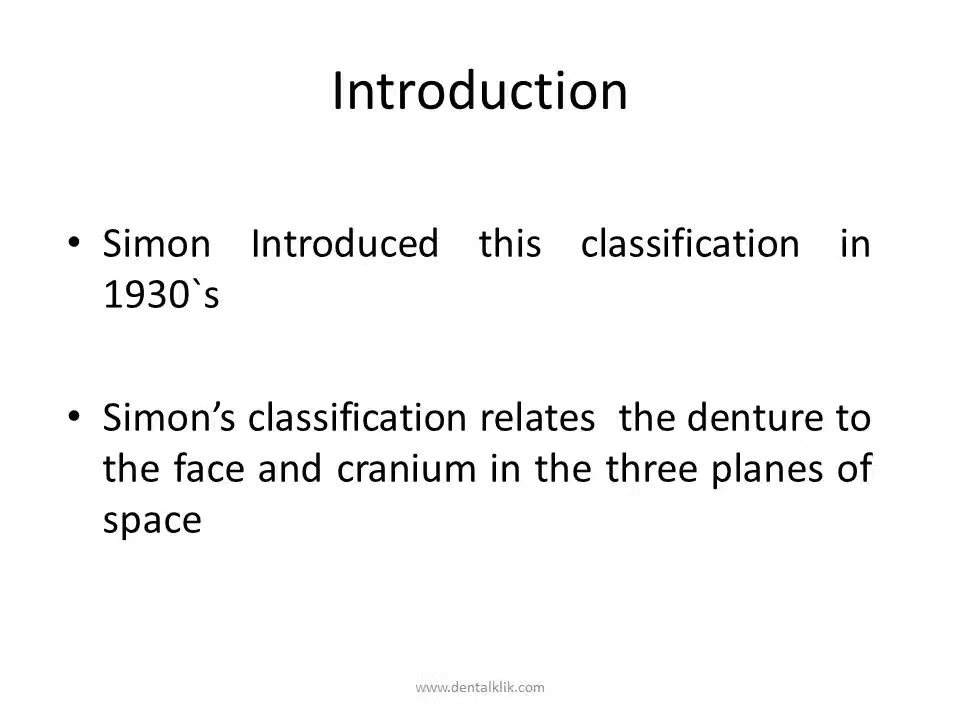 Introduction
• Simon Introduced this classification in
1930`s
• Simon’s classification relates  the denture to
the face and cranium in the three planes of
space
www.dentalklik.com